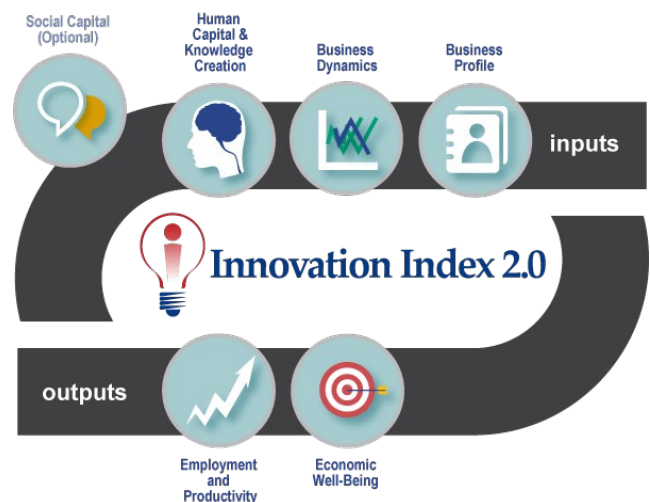 Social Capital
(Optional)
Human
Capital &
Knowledge
Creation
Business
Dynamics
Business
Profile
inputs
Innovation Index 2.0
outputs
Employment
and
Productivity
Economic
Well-Being